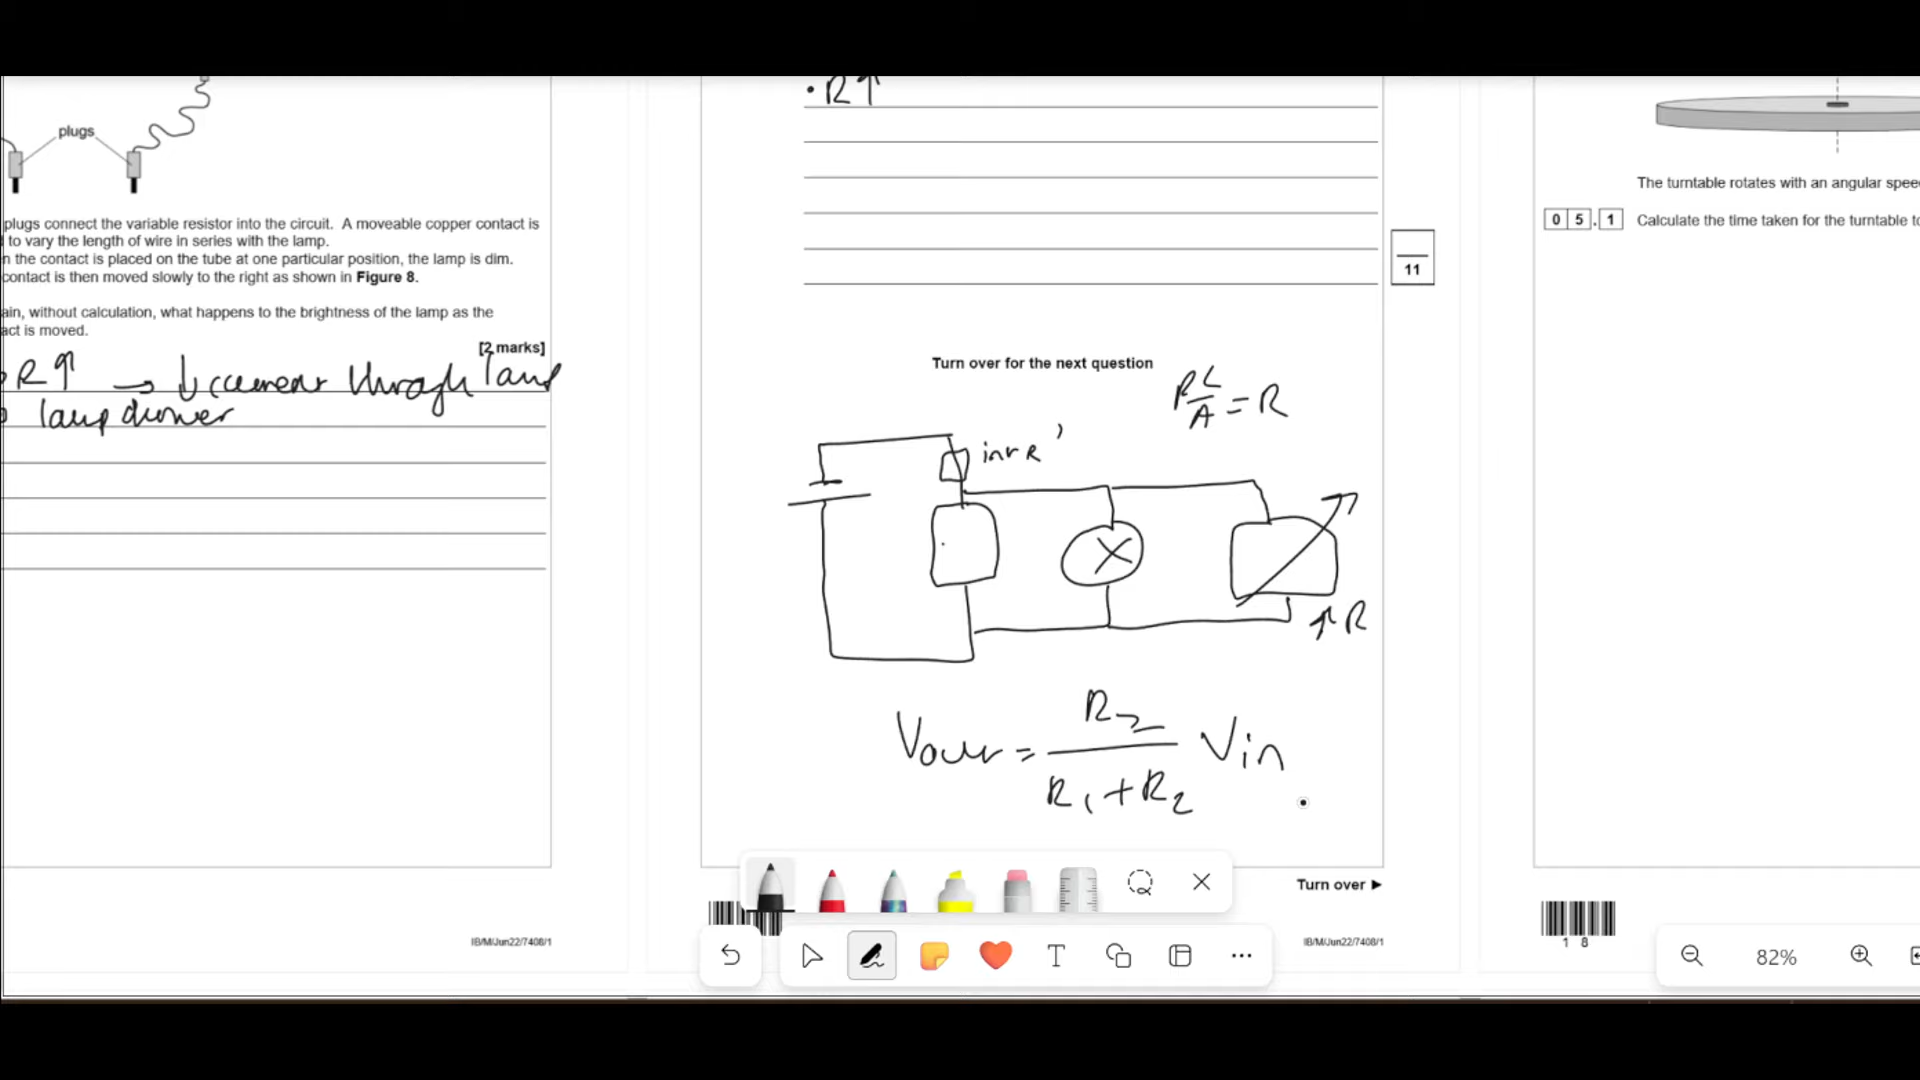 plugs
plugs connect the variable resistor into the circuit. A moveable copper contact is
to vary the length of wire in series with the lamp.
n the contact is placed on the tube at one particular position, the lamp is dim.
contact is then moved slowly to the right as shown in Figure 8.
ain, without calculation, what happens to the brightness of the lamp as the
act is moved.
[2 marks]
R↑ → ↓ current through lamp
lamp dimmer
IB/M/Jun22/7408/1
• R↑
11
Turn over for the next question
ρL/A = R
int R
↑R
Vout = R2/(R1+R2) Vin
Turn over ►
IB/M/Jun22/7408/1
The turntable rotates with an angular spee
0 5 . 1 Calculate the time taken for the turntable to
1 8
82%